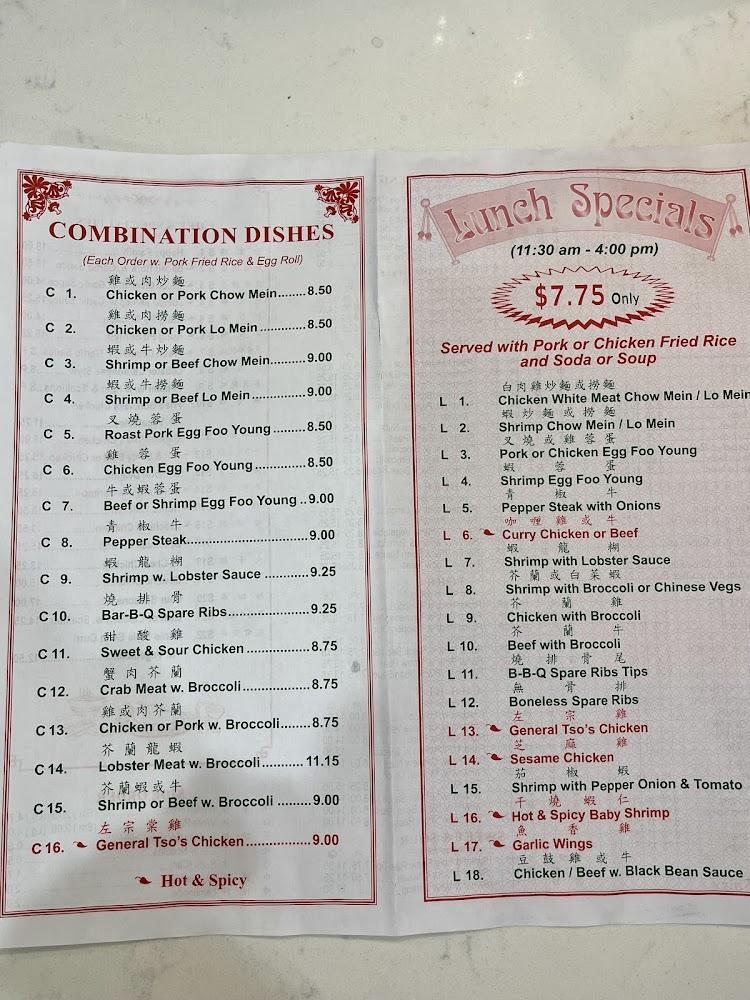 COMBINATION DISHES
(Each Order w. Pork Fried Rice & Egg Roll)
雞或肉炒麵
C 1. Chicken or Pork Chow Mein........8.50
雞或肉撈麵
C 2. Chicken or Pork Lo Mein............8.50
蝦或牛炒麵
C 3. Shrimp or Beef Chow Mein.........9.00
蝦或牛撈麵
C 4. Shrimp or Beef Lo Mein.............9.00
叉燒蓉蛋
C 5. Roast Pork Egg Foo Young.........8.50
雞蓉蛋
C 6. Chicken Egg Foo Young.............8.50
牛或蝦蓉蛋
C 7. Beef or Shrimp Egg Foo Young..9.00
青椒牛
C 8. Pepper Steak...............................9.00
蝦龍糊
C 9. Shrimp w. Lobster Sauce............9.25
燒排骨
C 10. Bar-B-Q Spare Ribs.....................9.25
甜酸雞
C 11. Sweet & Sour Chicken................8.75
蟹肉芥蘭
C 12. Crab Meat w. Broccoli.................8.75
雞或肉芥蘭
C 13. Chicken or Pork w. Broccoli.......8.75
芥蘭龍蝦
C 14. Lobster Meat w. Broccoli...........11.15
芥蘭蝦或牛
C 15. Shrimp or Beef w. Broccoli.........9.00
左宗棠雞
C 16. General Tso's Chicken.................9.00
Hot & Spicy
Lunch Specials
(11:30 am - 4:00 pm)
$7.75 Only
Served with Pork or Chicken Fried Rice
and Soda or Soup
白肉雞炒麵或撈麵
L 1. Chicken White Meat Chow Mein / Lo Mein
蝦炒麵或撈麵
L 2. Shrimp Chow Mein / Lo Mein
叉燒或雞蓉蛋
L 3. Pork or Chicken Egg Foo Young
蝦蓉蛋
L 4. Shrimp Egg Foo Young
青椒牛
L 5. Pepper Steak with Onions
咖喱雞或牛
L 6. Curry Chicken or Beef
蝦龍糊
L 7. Shrimp with Lobster Sauce
芥蘭或白菜蝦
L 8. Shrimp with Broccoli or Chinese Vegs
芥蘭雞
L 9. Chicken with Broccoli
芥蘭牛
L 10. Beef with Broccoli
燒排骨尾
L 11. B-B-Q Spare Ribs Tips
無骨排
L 12. Boneless Spare Ribs
左宗雞
L 13. General Tso's Chicken
芝麻雞
L 14. Sesame Chicken
茄椒蝦
L 15. Shrimp with Pepper Onion & Tomato
干燒蝦仁
L 16. Hot & Spicy Baby Shrimp
魚香雞
L 17. Garlic Wings
豆鼓雞或牛
L 18. Chicken / Beef w. Black Bean Sauce